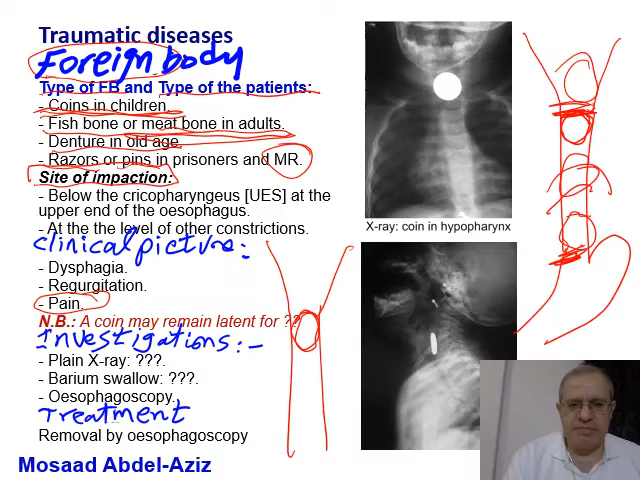 Traumatic diseases
Foreign body
Type of FB and Type of the patients:
- Coins in children.
- Fish bone or meat bone in adults.
- Denture in old age.
- Razors or pins in prisoners and MR.
Site of impaction:
- Below the cricopharyngeus [UES] at the
upper end of the oesophagus.
- At the the level of other constrictions.
clinical picture:
- Dysphagia.
- Regurgitation.
- Pain.
N.B.: A coin may remain latent for ??
Investigations:-
- Plain X-ray: ???.
- Barium swallow: ???.
- Oesophagoscopy.
Treatment
Removal by oesophagoscopy
Mosaad Abdel-Aziz
X-ray: coin in hypopharynx